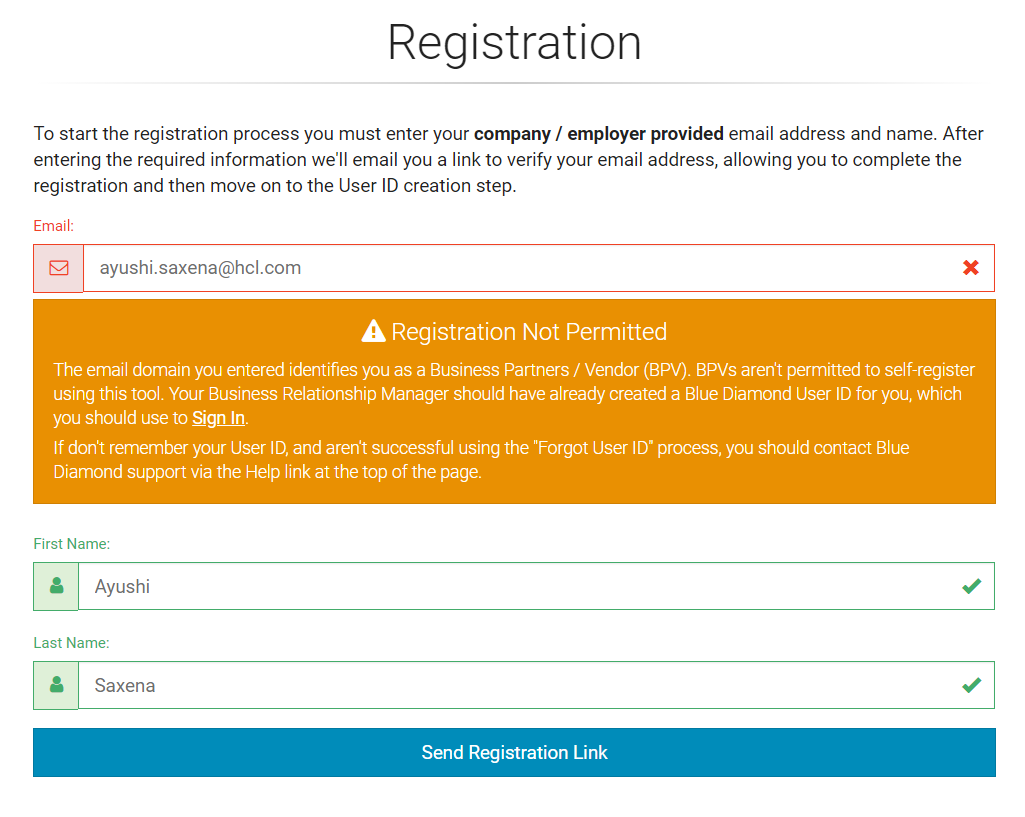 Registration
To start the registration process you must enter your company / employer provided email address and name. After
entering the required information we'll email you a link to verify your email address, allowing you to complete the
registration and then move on to the User ID creation step.
Email:
ayushi.saxena@hcl.com
Registration Not Permitted
The email domain you entered identifies you as a Business Partners / Vendor (BPV). BPVs aren't permitted to self-register
using this tool. Your Business Relationship Manager should have already created a Blue Diamond User ID for you, which
you should use to Sign In.
If don't remember your User ID, and aren't successful using the "Forgot User ID" process, you should contact Blue
Diamond support via the Help link at the top of the page.
First Name:
Ayushi
Last Name:
Saxena
Send Registration Link